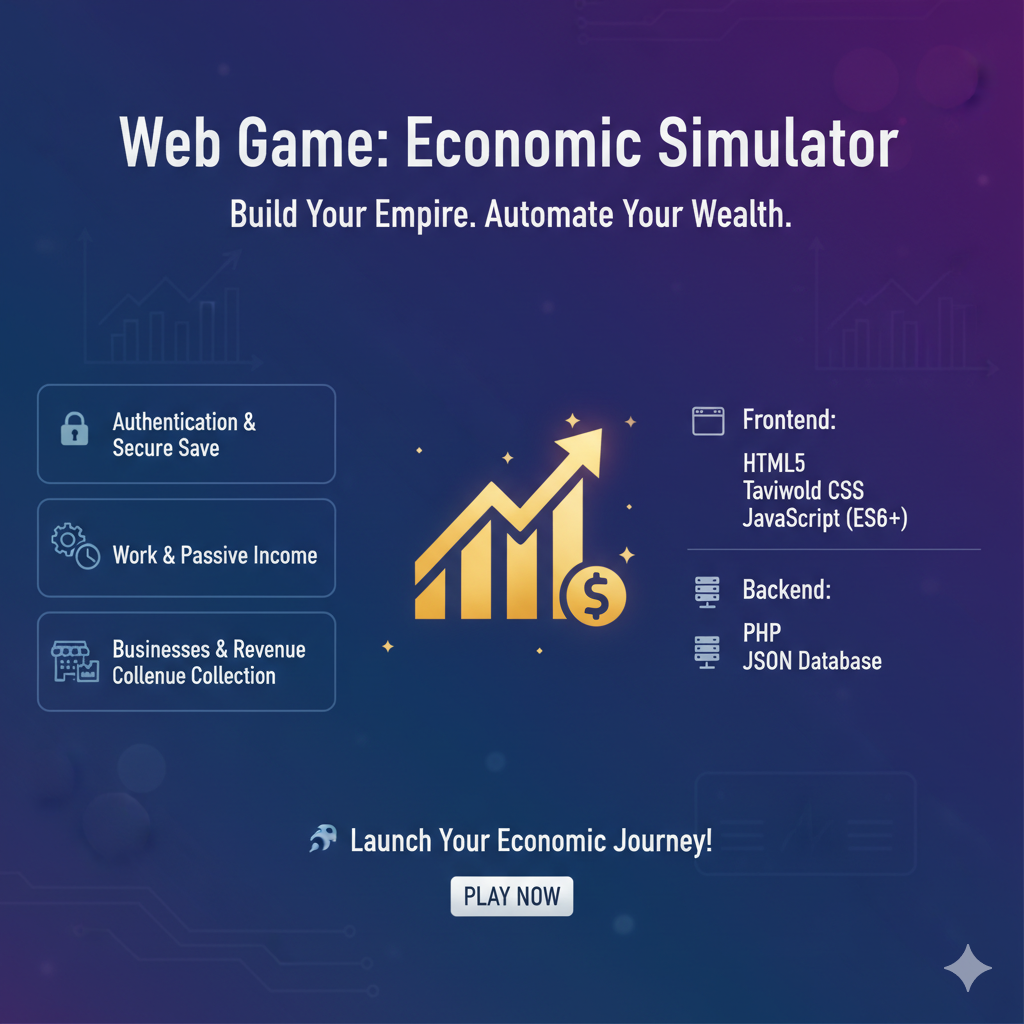 Web Game: Economic Simulator
Build Your Empire. Automate Your Wealth.
Authentication &
Secure Save
Work & Passive Income
Businesses & Revenue
Collenue Collection
$
Frontend:
HTML5
Taviwold CSS
JavaScript (ES6+)
Backend:
PHP
JSON Database
Launch Your Economic Journey!
PLAY NOW